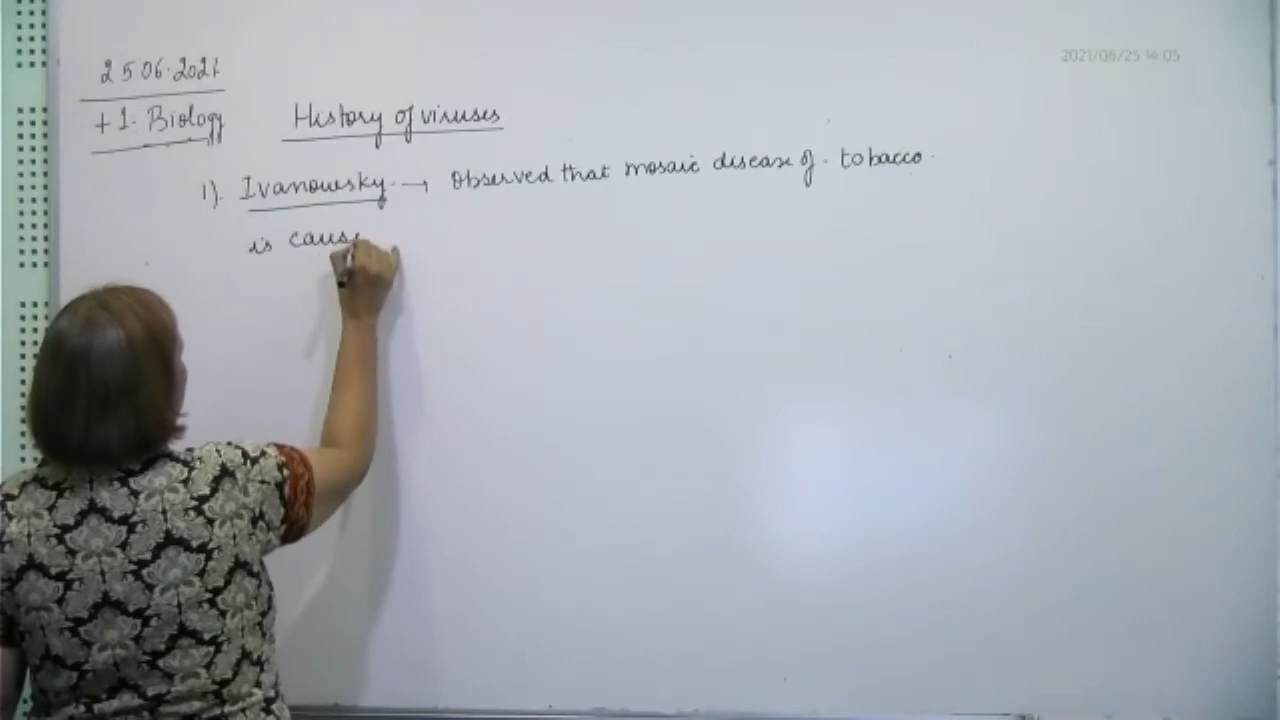 2021/06/25 14:05
25.06.2021
+1. Biology
History of viruses
1). Ivanowsky → Observed that mosaic disease of. tobacco.
is cause